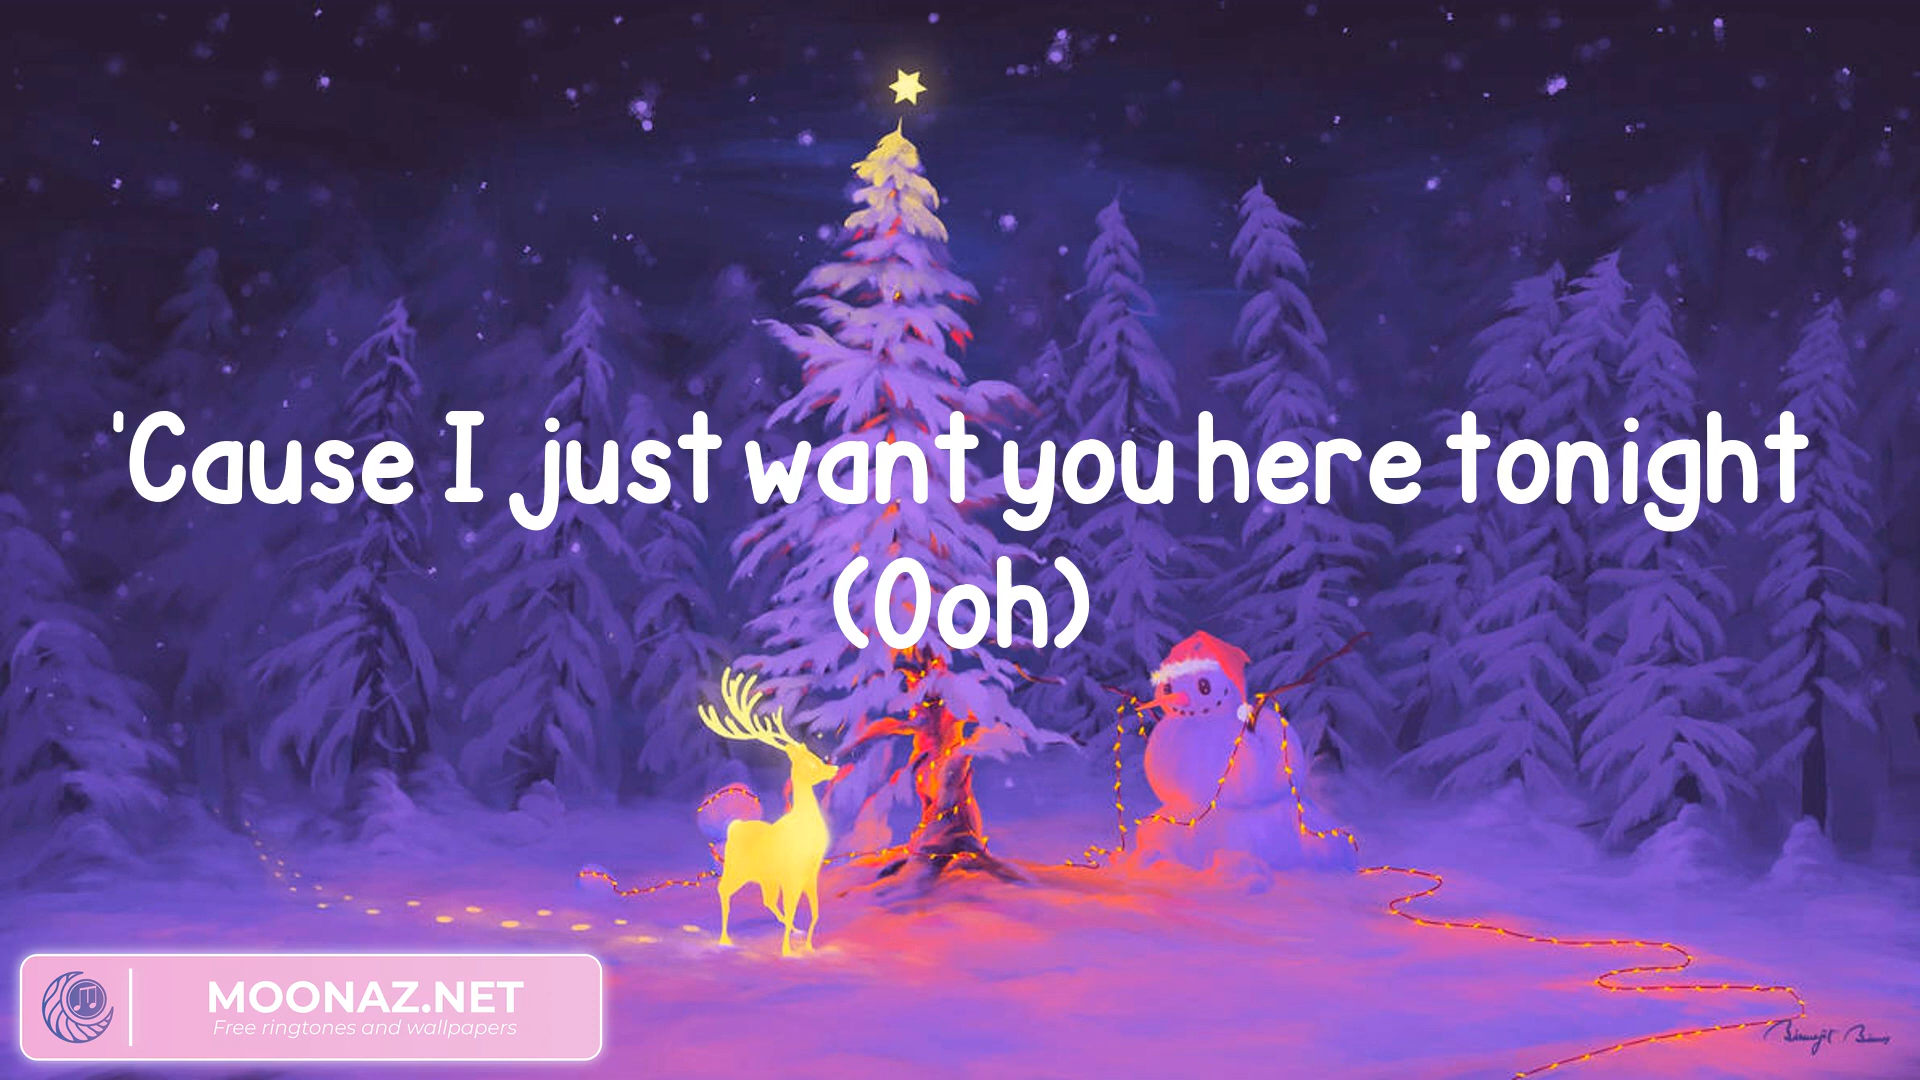 'Cause I just want you here tonight
(Ooh)
MOONAZ.NET
Free ringtones and wallpapers